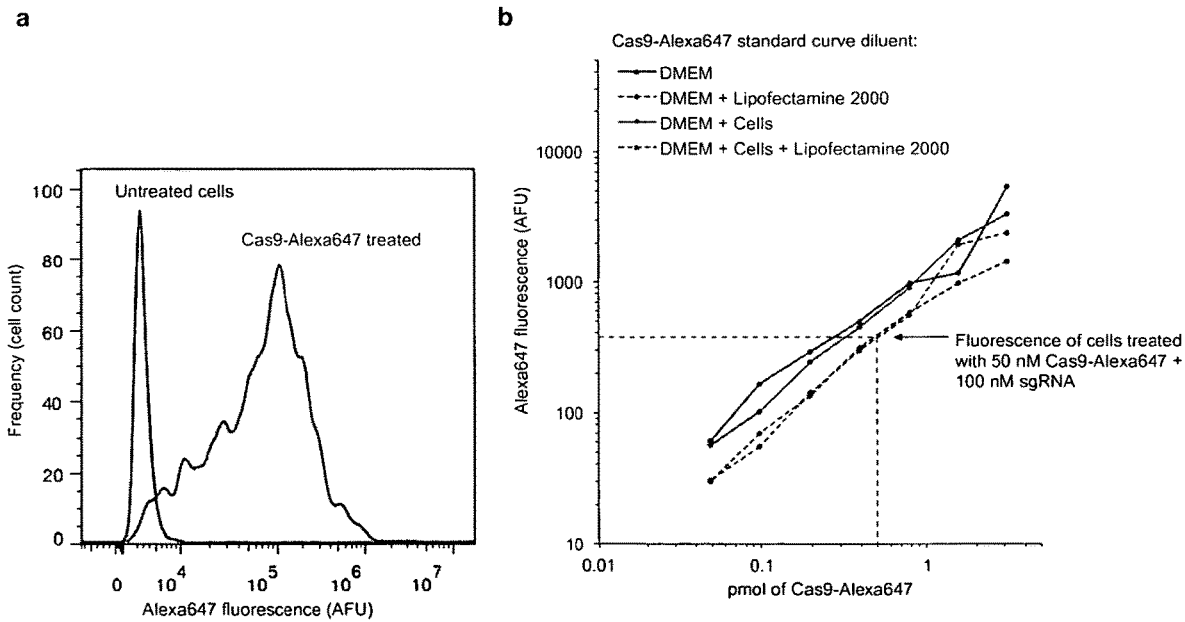 a
Untreated cells
Cas9-Alexa647 treated
Frequency (cell count)
100
80
60
40
20
0
0
10^4
10^5
10^6
10^7
Alexa647 fluorescence (AFU)
b
Cas9-Alexa647 standard curve diluent:
DMEM
DMEM + Lipofectamine 2000
DMEM + Cells
DMEM + Cells + Lipofectamine 2000
Alexa647 fluorescence (AFU)
10000
1000
100
10
Fluorescence of cells treated
with 50 nM Cas9-Alexa647 +
100 nM sgRNA
0.01
0.1
1
pmol of Cas9-Alexa647